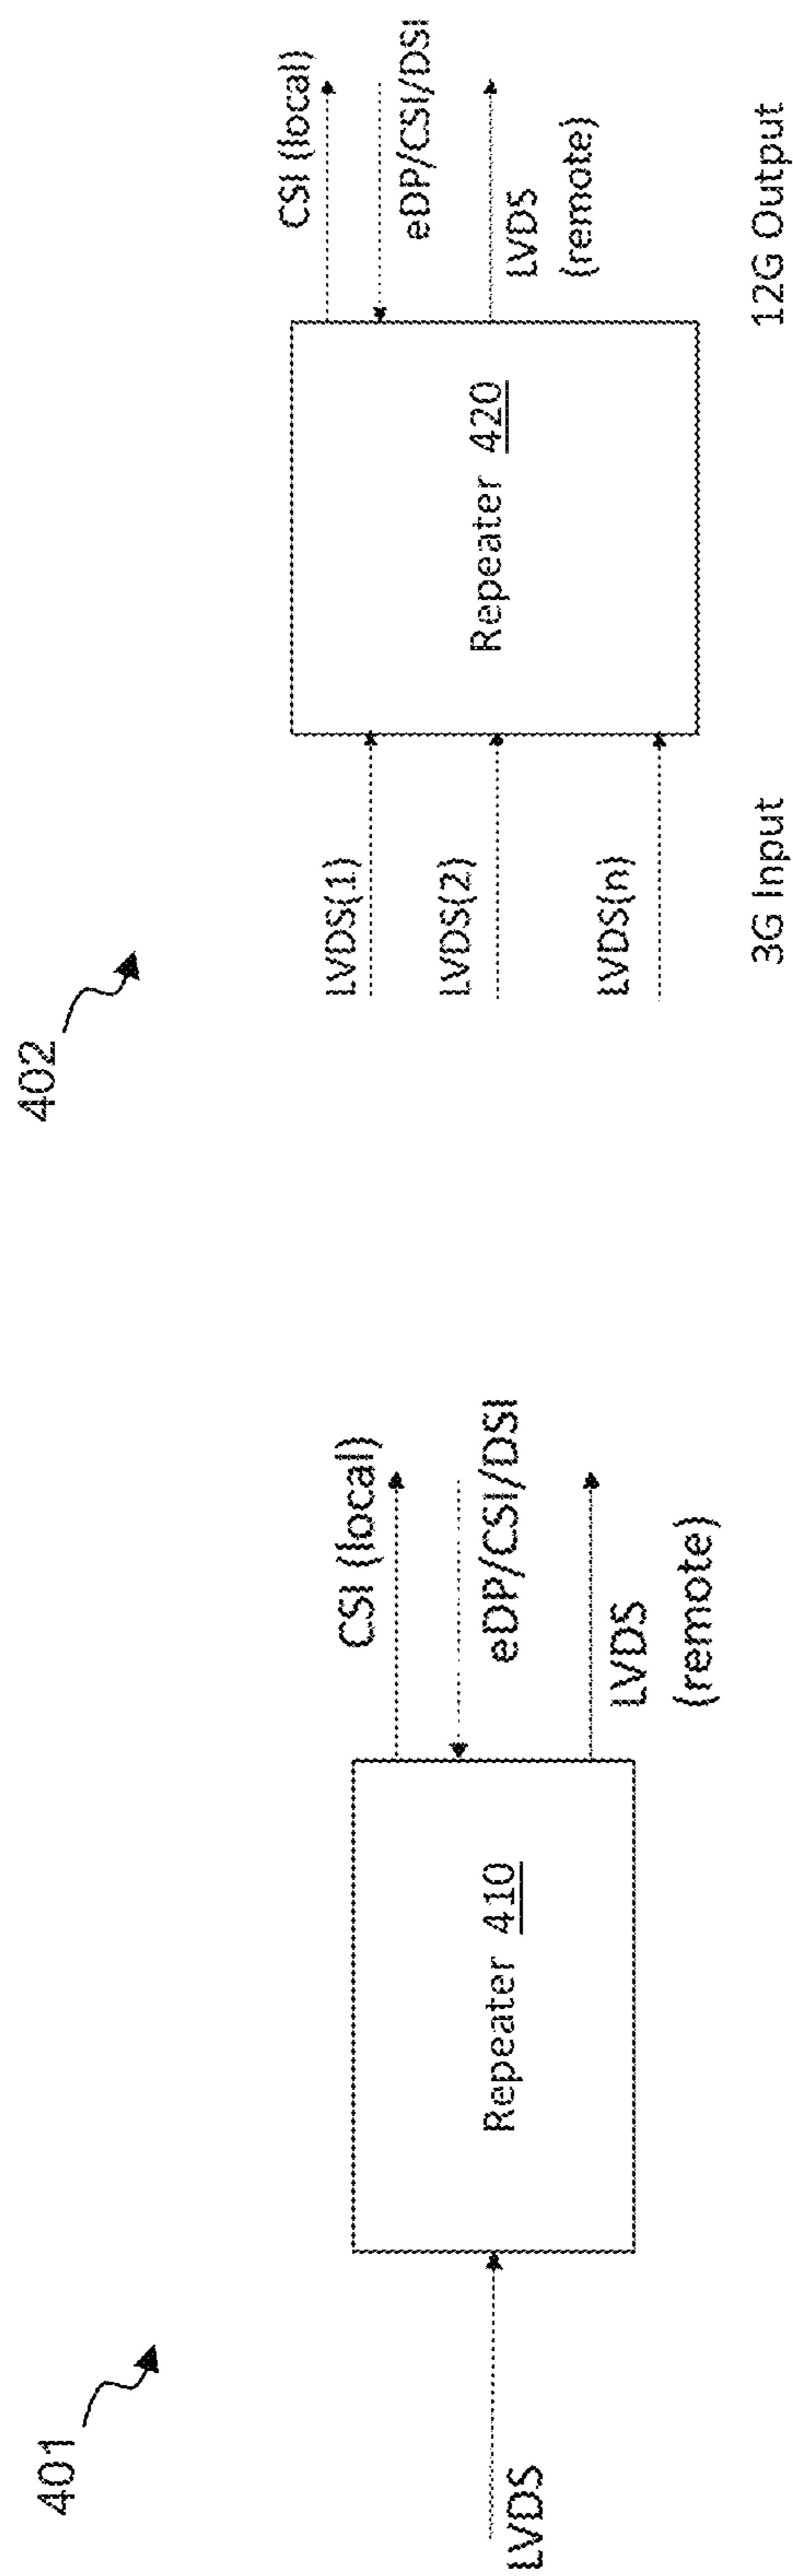 401
LVDS
Repeater 410
CSI (local)
eDP/CSI/DSI
LVDS
(remote)
402
LVDS(1)
LVDS(2)
LVDS(n)
3G Input
Repeater 420
CSI (local)
eDP/CSI/DSI
LVDS
(remote)
12G Output